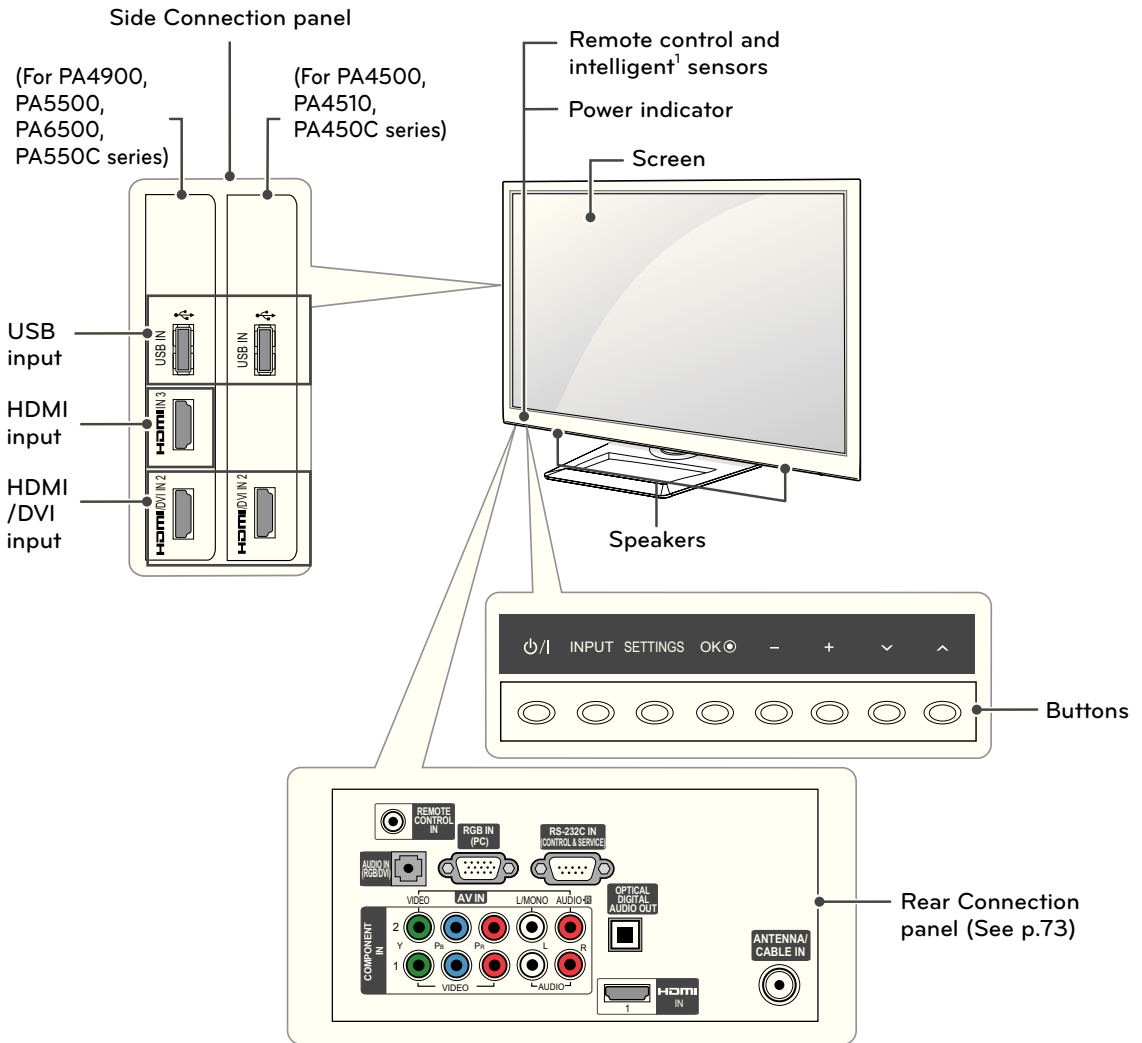 Side Connection panel
(For PA4900,
PA5500,
PA6500,
PA550C series)
(For PA4500,
PA4510,
PA450C series)
Remote control and
intelligent¹ sensors
Power indicator
Screen
USB
input
USB IN
USB IN
HDMI
input
HDMI IN 3
HDMI
/DVI
input
HDMI/DVI IN 2
HDMI/DVI IN 2
Speakers
⏻/I INPUT SETTINGS OK⦿ - + ⌵ ^
Buttons
REMOTE
CONTROL
IN
RGB IN
(PC)
RS-232C IN
(CONTROL & SERVICE)
AUDIO IN
(RGB/DVI)
VIDEO AV IN L/MONO AUDIO R
COMPONENT
IN
2
Y PB PR L R
1
VIDEO AUDIO
OPTICAL
DIGITAL
AUDIO OUT
HDMI
IN
1
ANTENNA/
CABLE IN
Rear Connection
panel (See p.73)